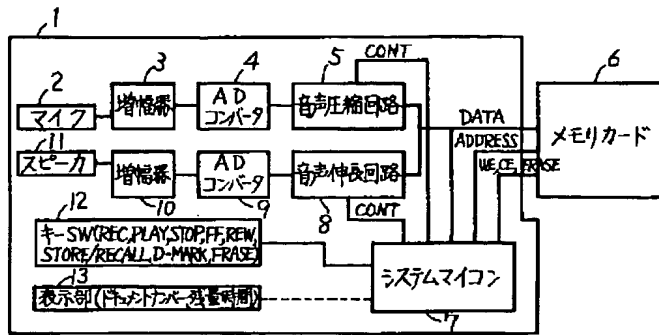 1
2
マイク
3
増幅器
4
AD
コンバータ
5
音声圧縮回路
CONT
6
メモリカード
DATA
ADDRESS
WE,CE,ERASE
11
スピーカ
増幅器
10
AD
コンバータ
9
音声伸長回路
8
CONT
12
キーSW(REC,PLAY,STOP,FF,REW,
STORE/RECALL,D-MARK,ERASE)
13
表示部(ドキュメントナンバー,残量時間)
システムマイコン
7